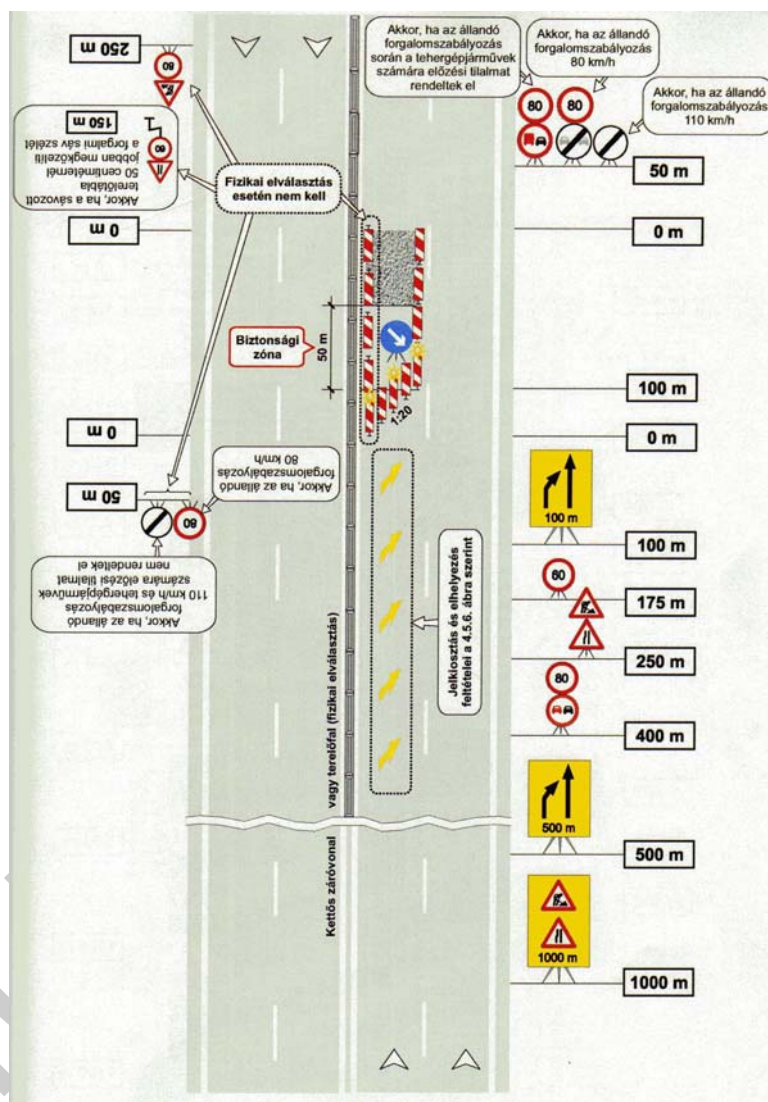 250 m
80
150 m
60
Akkor, ha a sávozott
terelőtábla
50 centiméternél
jobban megközelíti
a forgalmi sáv szélét
0 m
Fizikai elválasztás
esetén nem kell
Akkor, ha az állandó
forgalomszabályozás
során a tehergépjárművek
számára előzési tilalmat
rendeltek el
Akkor, ha az állandó
forgalomszabályozás
80 km/h
Akkor, ha az állandó
forgalomszabályozás
110 km/h
80
80
50 m
0 m
Biztonsági
zóna
50 m
1:20
100 m
0 m
0 m
50 m
80
Akkor, ha az állandó
forgalomszabályozás
80 km/h
Akkor, ha az állandó
forgalomszabályozás
110 km/h és tehergépjárművek
számára előzési tilalmat
nem rendeltek el
100 m
100 m
60
175 m
250 m
80
400 m
Jelkiosztás és elhelyezés
feltételei a 4.5.6. ábra szerint
500 m
500 m
Kettős záróvonal
vagy terelőfal (fizikai elválasztás)
1000 m
1000 m